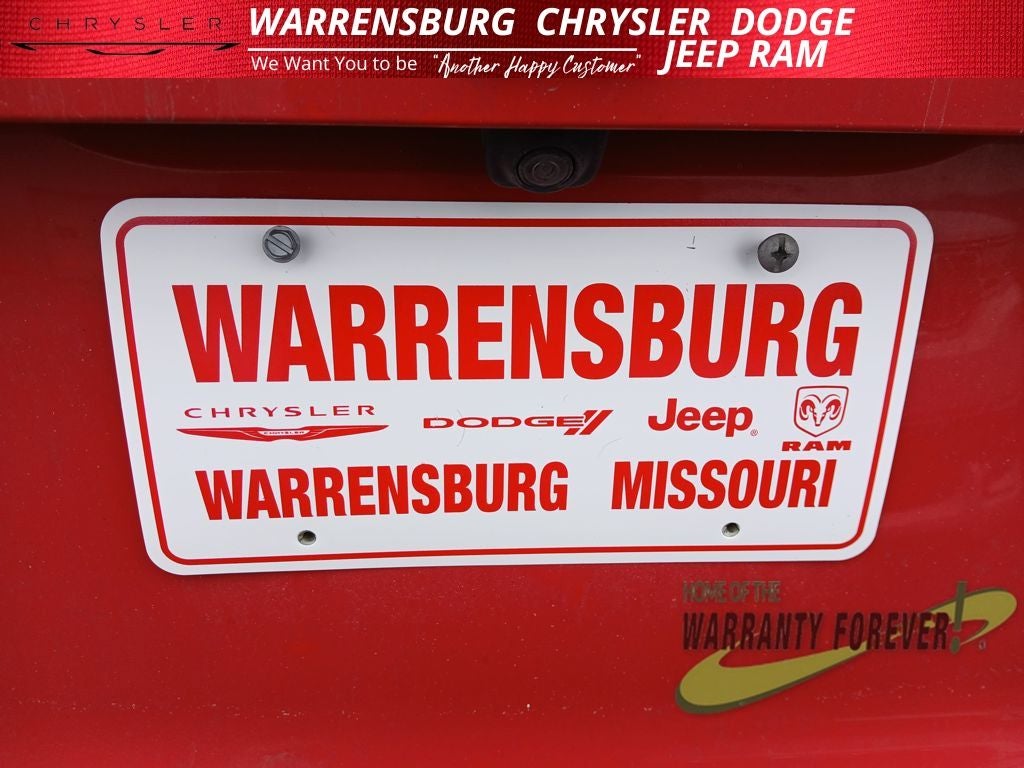 CHRYSLER
WARRENSBURG CHRYSLER DODGE
JEEP RAM
We Want You to be "Another Happy Customer"
WARRENSBURG
CHRYSLER
CHRYSLER
DODGE
Jeep®
RAM
WARRENSBURG MISSOURI
HOME OF THE
WARRANTY FOREVER!®